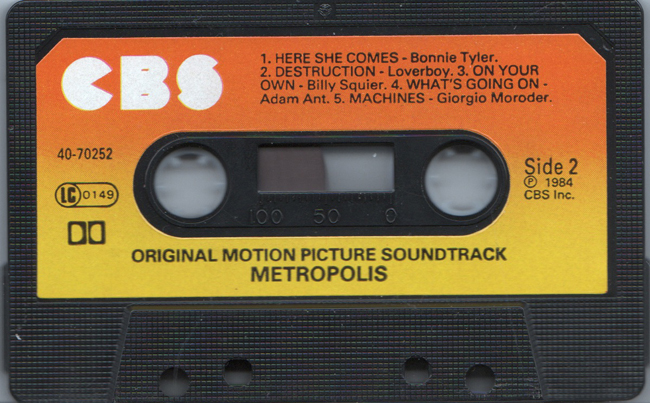 CBS
1. HERE SHE COMES - Bonnie Tyler.
2. DESTRUCTION - Loverboy. 3. ON YOUR
OWN - Billy Squier. 4. WHAT'S GOING ON -
Adam Ant. 5. MACHINES - Giorgio Moroder.
40-70252
LC 0149
Side 2
℗ 1984
CBS Inc.
100 50 0
ORIGINAL MOTION PICTURE SOUNDTRACK
METROPOLIS